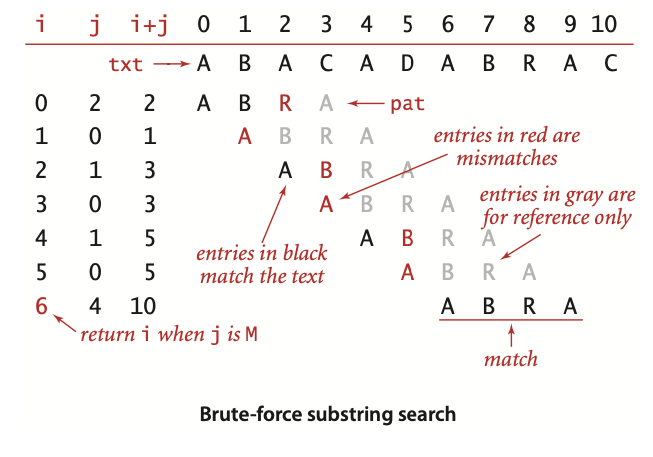 i j i+j 0 1 2 3 4 5 6 7 8 9 10
txt → A B A C A D A B R A C
0 2 2 A B R A ← pat
1 0 1 A B R A
entries in red are
mismatches
2 1 3 A B R A
3 0 3 A B R A
entries in gray are
for reference only
4 1 5 A B R A
entries in black
match the text
5 0 5 A B R A
6 4 10 A B R A
return i when j is M
match
Brute-force substring search